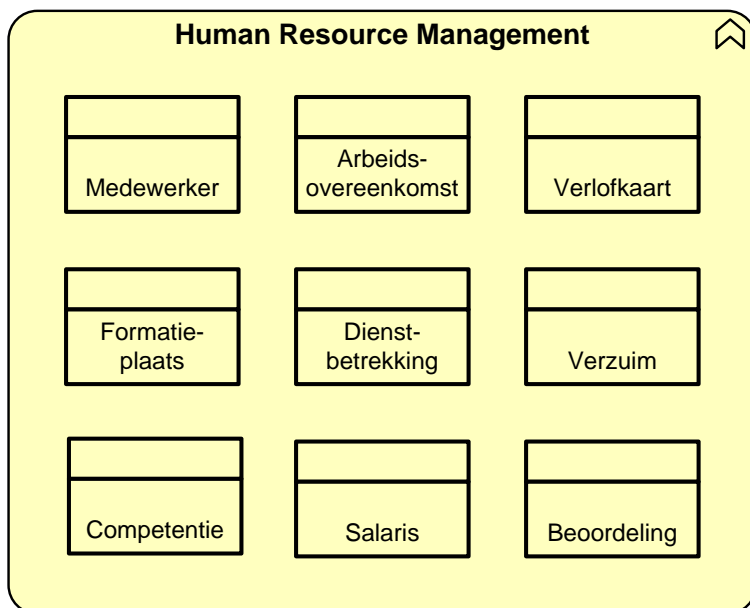 Human Resource Management
Medewerker
Arbeids-
overeenkomst
Verlofkaart
Formatie-
plaats
Dienst-
betrekking
Verzuim
Competentie
Salaris
Beoordeling